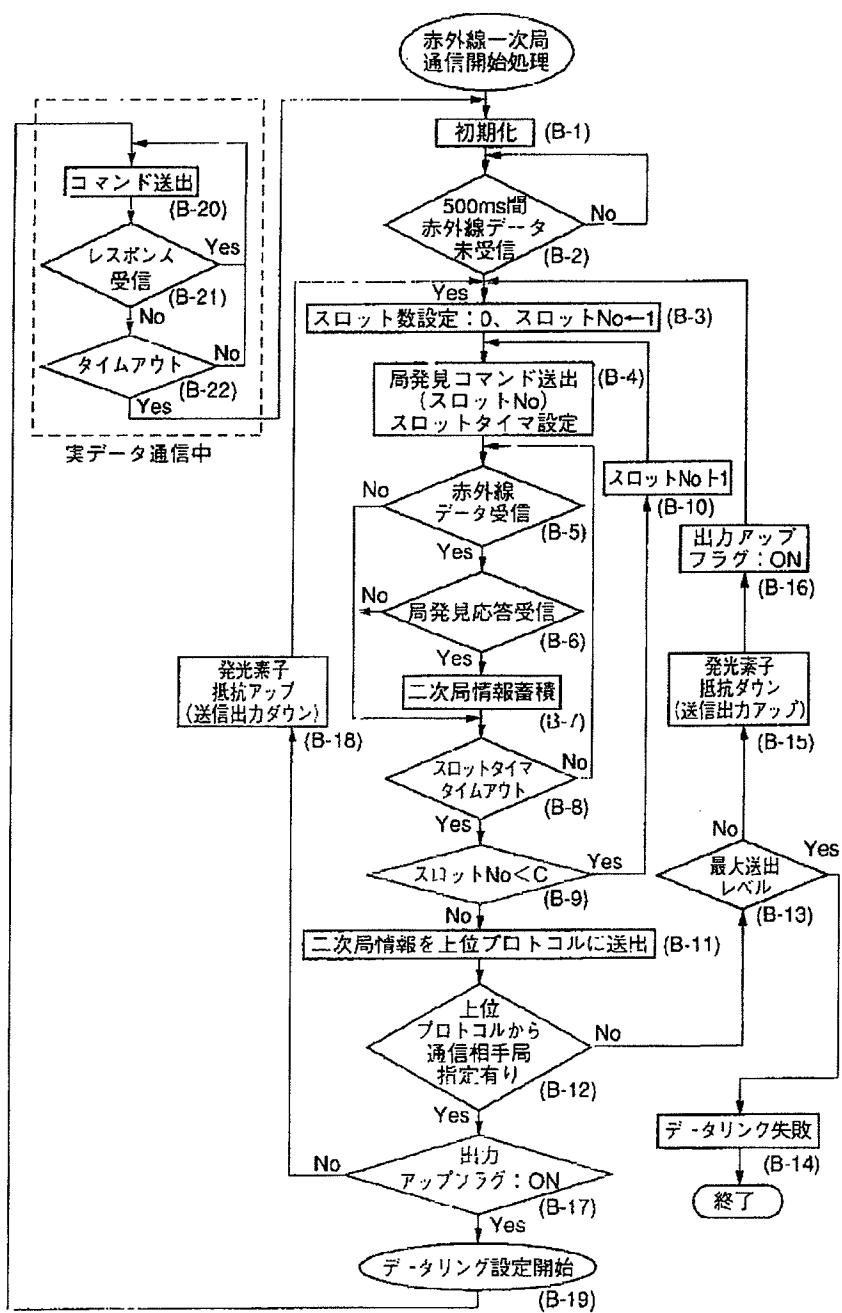 赤外線一次局
通信開始処理
初期化 (B-1)
500ms間
赤外線データ
未受信
(B-2)
No
Yes
スロット数設定：0、スロットNo←1 (B-3)
局発見コマンド送出
(スロットNo)
スロットタイマ設定
(B-4)
赤外線
データ受信
(B-5)
No
Yes
局発見応答受信
(B-6)
No
Yes
二次局情報蓄積
(B-7)
スロットタイマ
タイムアウト
(B-8)
No
Yes
スロットNo＜C
(B-9)
Yes
No
スロットNo+1
(B-10)
二次局情報を上位プロトコルに送出 (B-11)
上位
プロトコルから
通信相手局
指定有り
(B-12)
No
Yes
最大送出
レベル
(B-13)
No
Yes
データリンク失敗
(B-14)
終了
発光素子
抵抗ダウン
(送信出力アップ)
(B-15)
出力アップ
フラグ：ON
(B-16)
出力
アップフラグ：ON
(B-17)
No
Yes
発光素子
抵抗アップ
(送信出力ダウン)
(B-18)
データリング設定開始
(B-19)
コマンド送出
(B-20)
レスポンス
受信
(B-21)
Yes
No
タイムアウト
(B-22)
No
Yes
実データ通信中